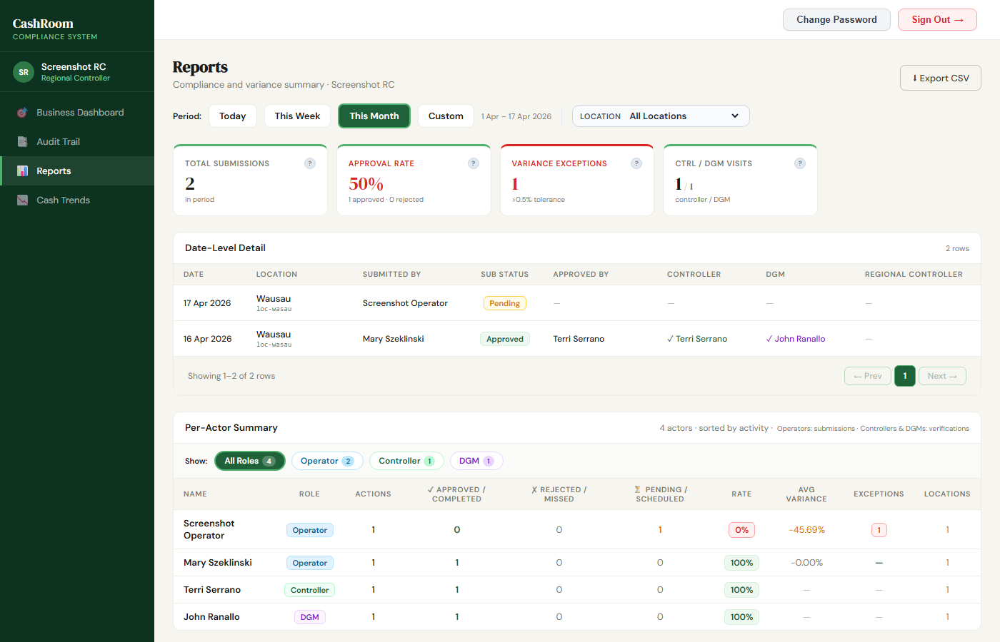 CashRoom
COMPLIANCE SYSTEM
SR
Screenshot RC
Regional Controller
Business Dashboard
Audit Trail
Reports
Cash Trends
Change Password
Sign Out →
Reports
Compliance and variance summary · Screenshot RC
⬇ Export CSV
Period: Today This Week This Month Custom 1 Apr – 17 Apr 2026 LOCATION All Locations
TOTAL SUBMISSIONS ?
2
in period
APPROVAL RATE ?
50%
1 approved · 0 rejected
VARIANCE EXCEPTIONS ?
1
>0.5% tolerance
CTRL / DGM VISITS ?
1 / 1
controller / DGM
Date-Level Detail 2 rows
DATE LOCATION SUBMITTED BY SUB STATUS APPROVED BY CONTROLLER DGM REGIONAL CONTROLLER
17 Apr 2026 Wausau Screenshot Operator Pending — — — —
loc-wasau
16 Apr 2026 Wausau Mary Szeklinski Approved Terri Serrano ✓ Terri Serrano ✓ John Ranallo —
loc-wasau
Showing 1–2 of 2 rows ← Prev 1 Next →
Per-Actor Summary 4 actors · sorted by activity · Operators: submissions · Controllers & DGMs: verifications
Show: All Roles 4 Operator 2 Controller 1 DGM 1
NAME ROLE ACTIONS ✓ APPROVED / COMPLETED ✗ REJECTED / MISSED ⏳ PENDING / SCHEDULED RATE AVG VARIANCE EXCEPTIONS LOCATIONS
Screenshot Operator Operator 1 0 0 1 0% -45.69% 1 1
Mary Szeklinski Operator 1 1 0 0 100% -0.00% — 1
Terri Serrano Controller 1 1 0 0 100% — — 1
John Ranallo DGM 1 1 0 0 100% — — 1